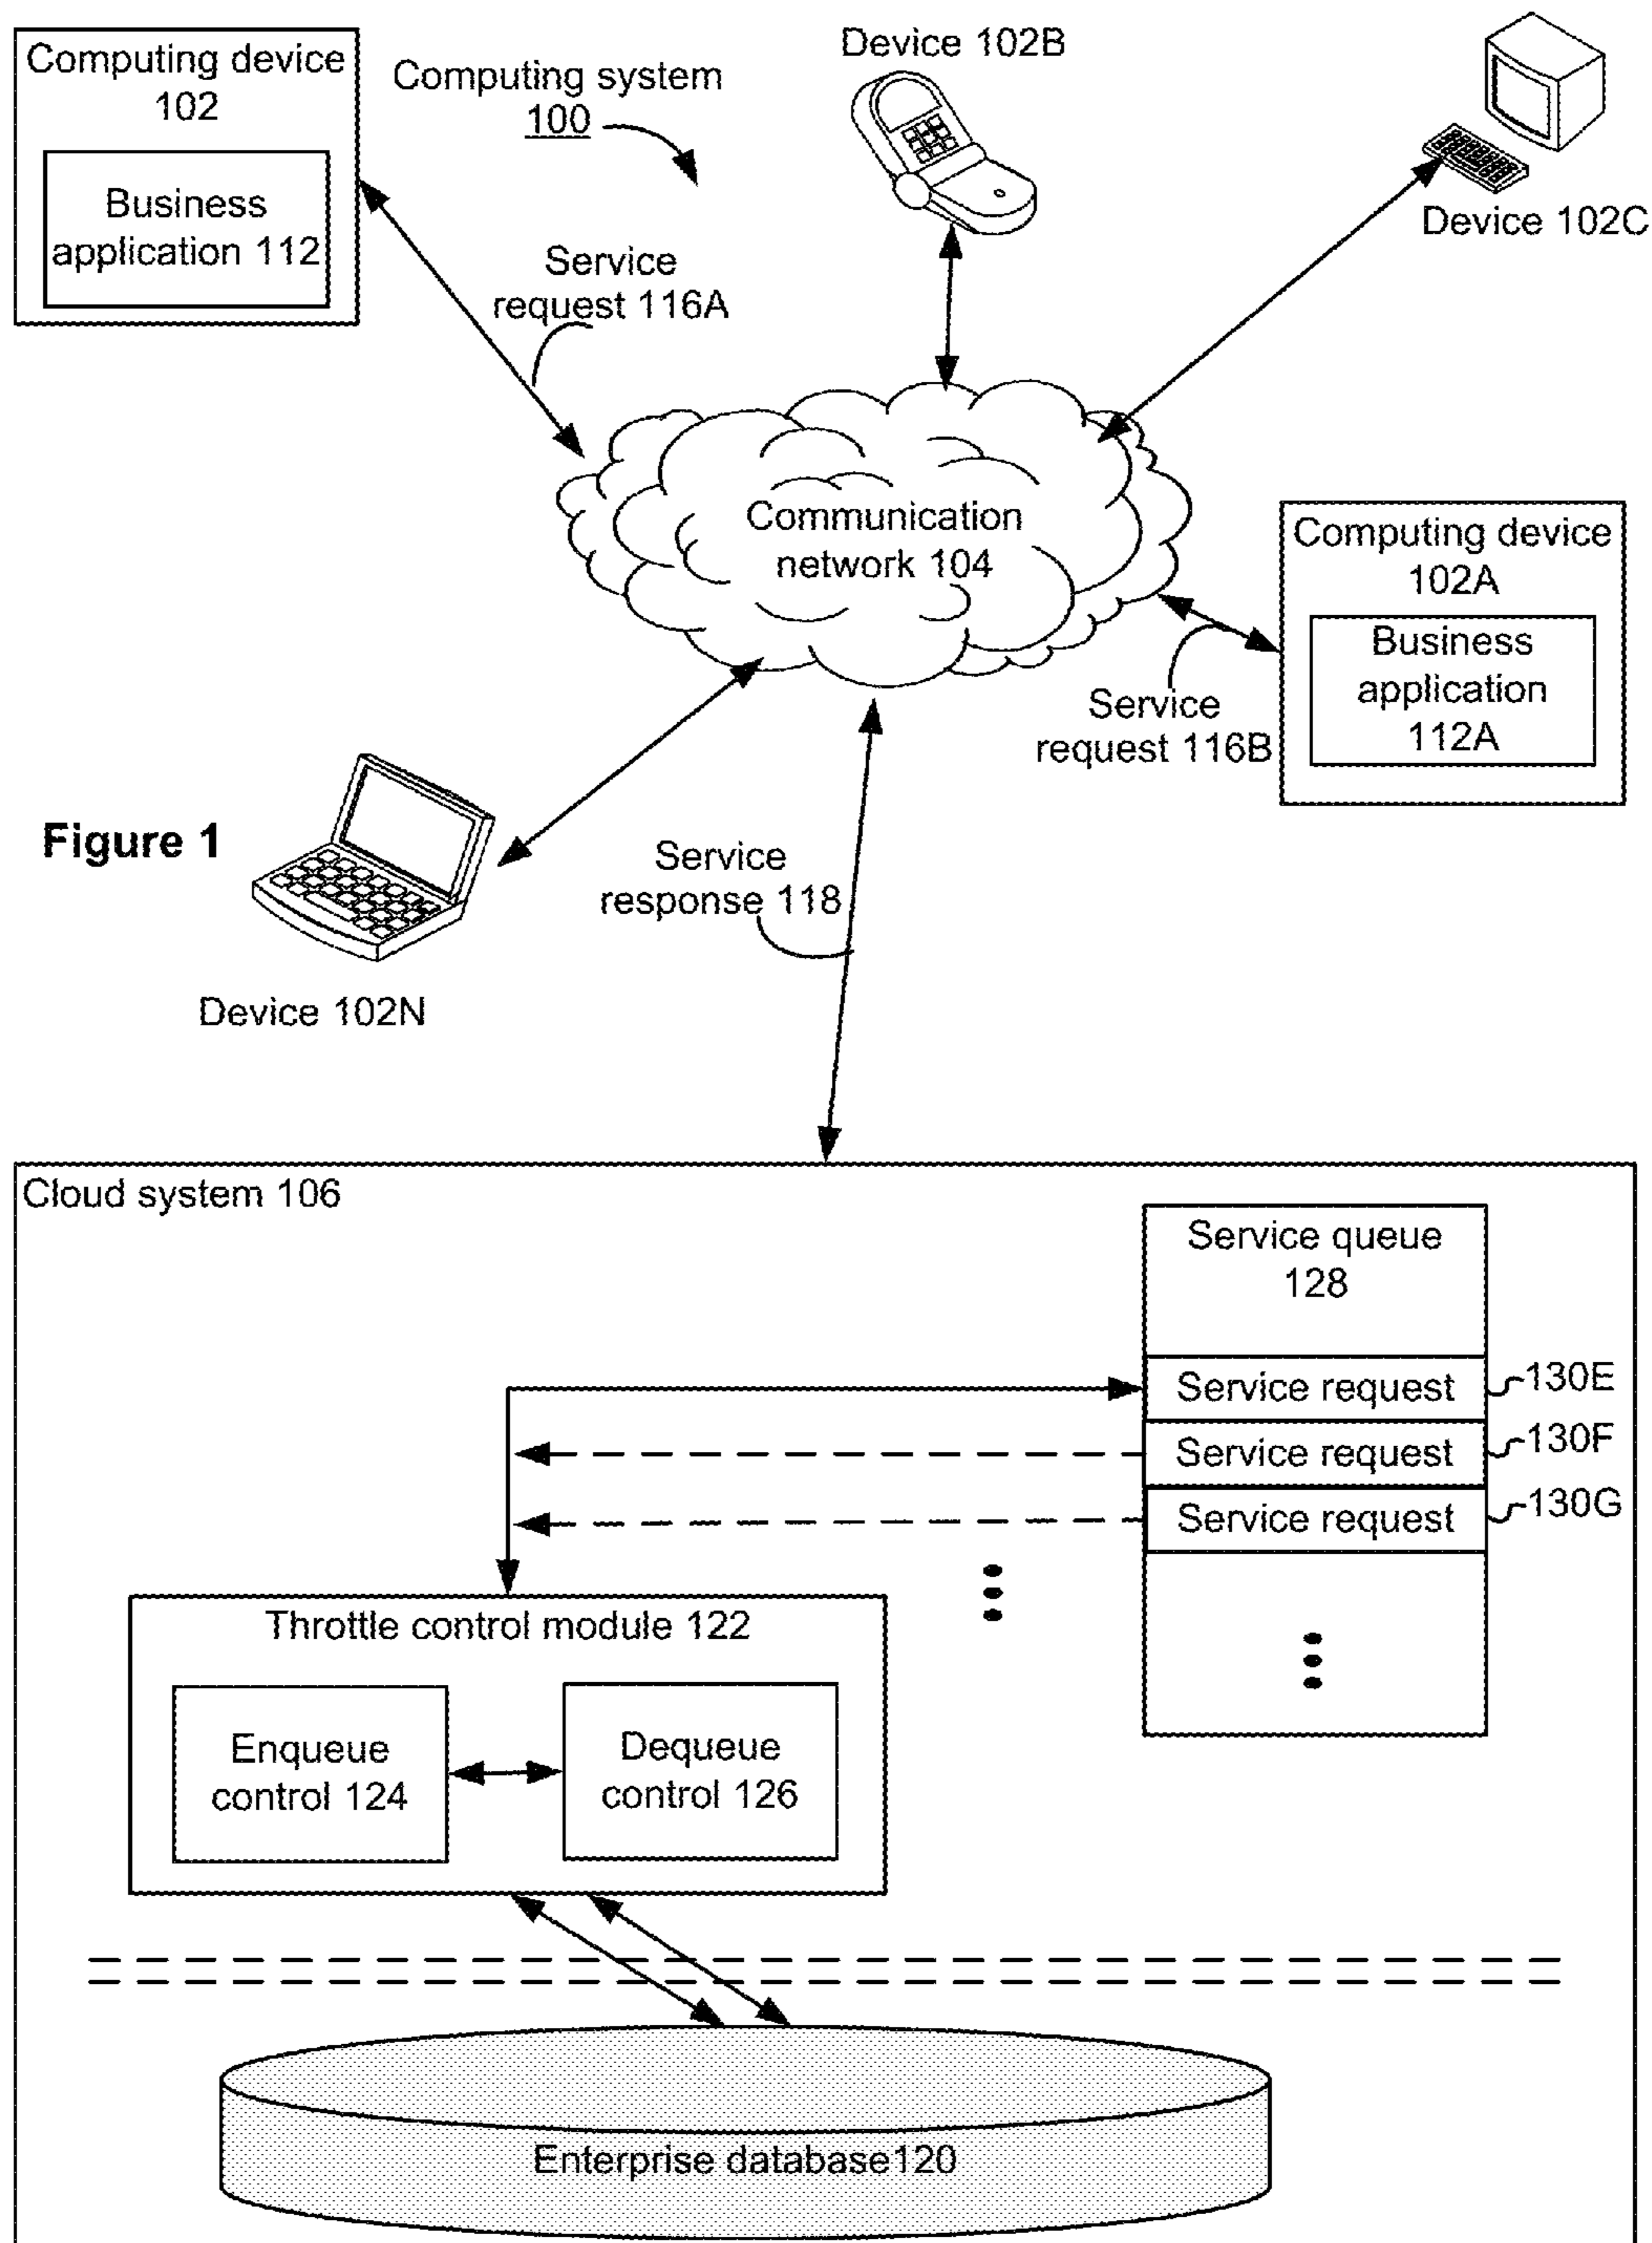 Computing device
102
Business
application 112
Computing system
100
Device 102B
Device 102C
Service
request 116A
Communication
network 104
Computing device
102A
Business
application
112A
Service
request 116B
Figure 1
Service
response 118
Device 102N
Cloud system 106
Service queue
128
Service request
130E
Service request
130F
Service request
130G
Throttle control module 122
Enqueue
control 124
Dequeue
control 126
Enterprise database120